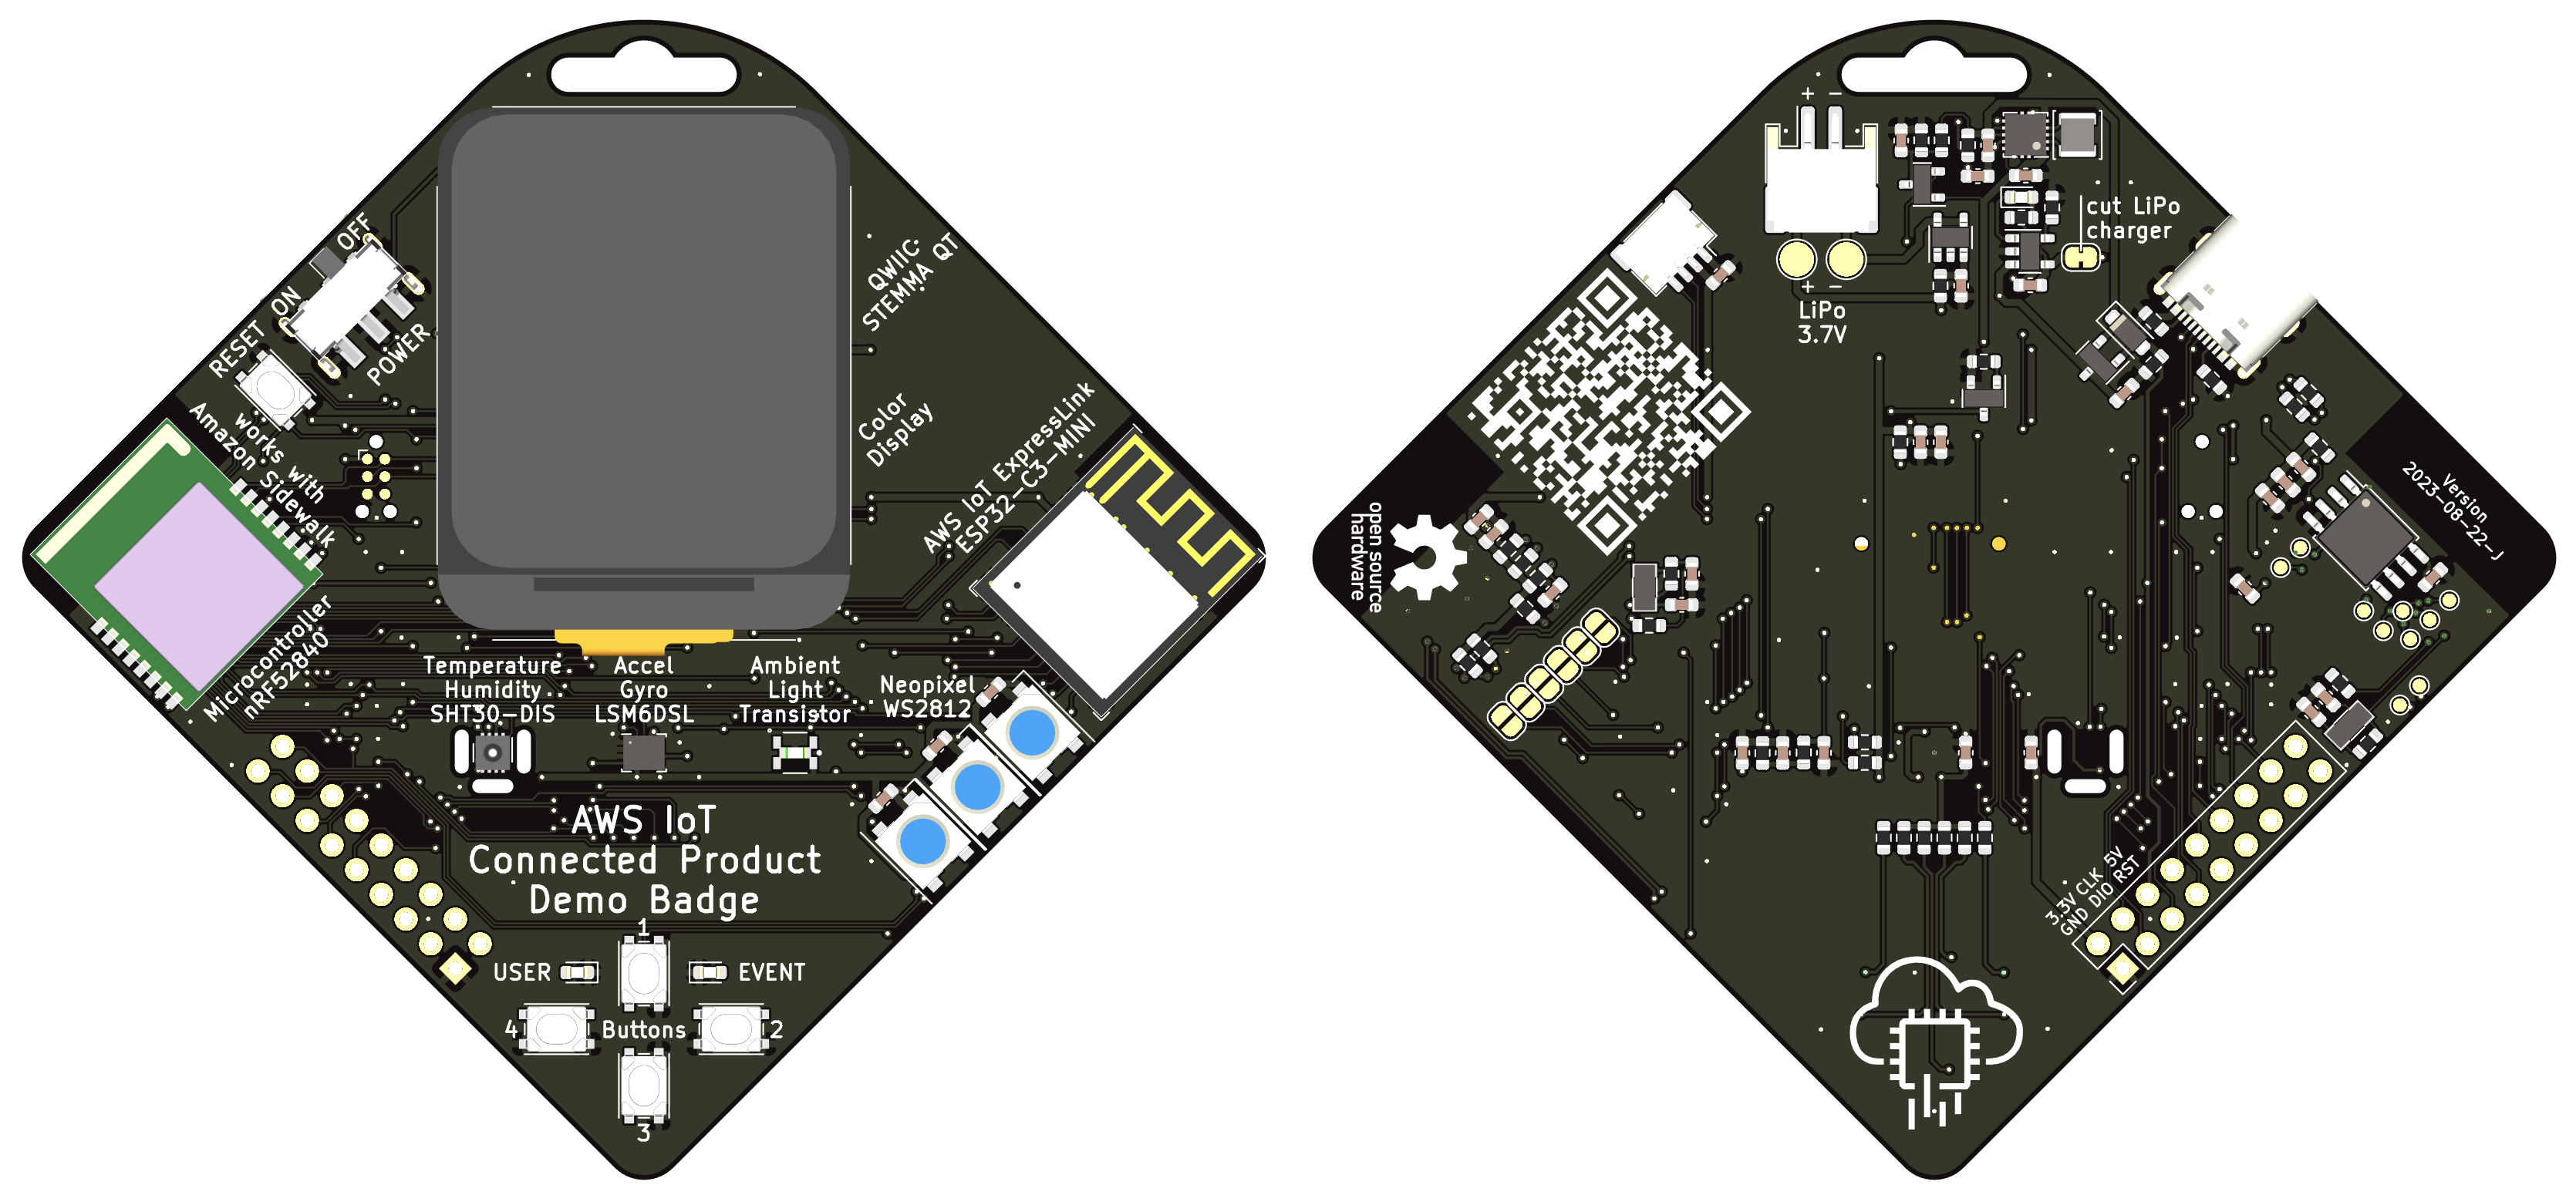 OFF
ON
RESET
POWER
QWIIC
STEMMA QT
works with
Amazon Sidewalk
Color
Display
AWS IoT ExpressLink
ESP32-C3-MINI
Microcontroller
nRF52840
Temperature
Humidity
SHT30-DIS
Accel
Gyro
LSM6DSL
Ambient
Light
Transistor
Neopixel
WS2812
AWS IoT
Connected Product
Demo Badge
1
USER
EVENT
4
Buttons
2
3
+ -
cut LiPo
charger
+ -
LiPo
3.7V
open source
hardware
Version
2023-08-22-J
3.3V CLK 5V
GND DIO RST